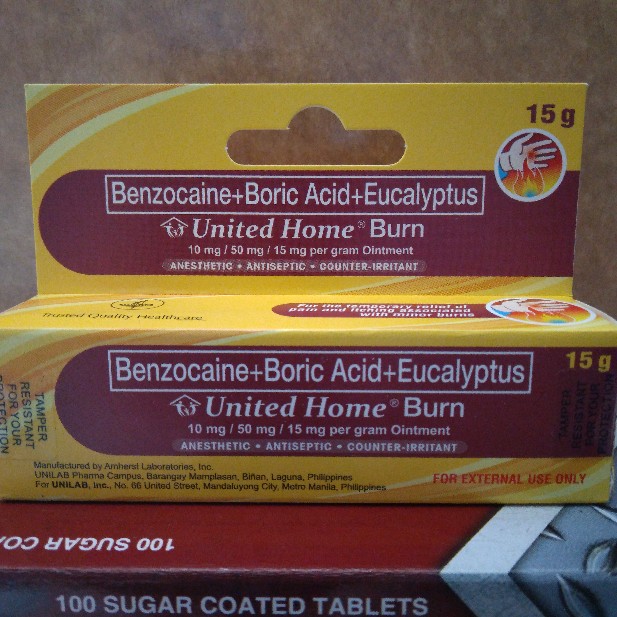 15 g
Benzocaine+Boric Acid+Eucalyptus
United Home® Burn
10 mg / 50 mg / 15 mg per gram Ointment
ANESTHETIC • ANTISEPTIC • COUNTER-IRRITANT
Trusted Quality Healthcare
For the temporary relief of
pain and itching associated
with minor burns
15 g
Benzocaine+Boric Acid+Eucalyptus
United Home® Burn
10 mg / 50 mg / 15 mg per gram Ointment
ANESTHETIC • ANTISEPTIC • COUNTER-IRRITANT
TAMPER
RESISTANT
FOR YOUR
PROTECTION
TAMPER
RESISTANT
FOR YOUR
PROTECTION
Manufactured by Amherst Laboratories, Inc.
UNILAB Pharma Campus, Barangay Mamplasan, Biñan, Laguna, Philippines
For UNILAB, Inc., No. 66 United Street, Mandaluyong City, Metro Manila, Philippines
FOR EXTERNAL USE ONLY
100 SUGAR CO
100 SUGAR COATED TABLETS